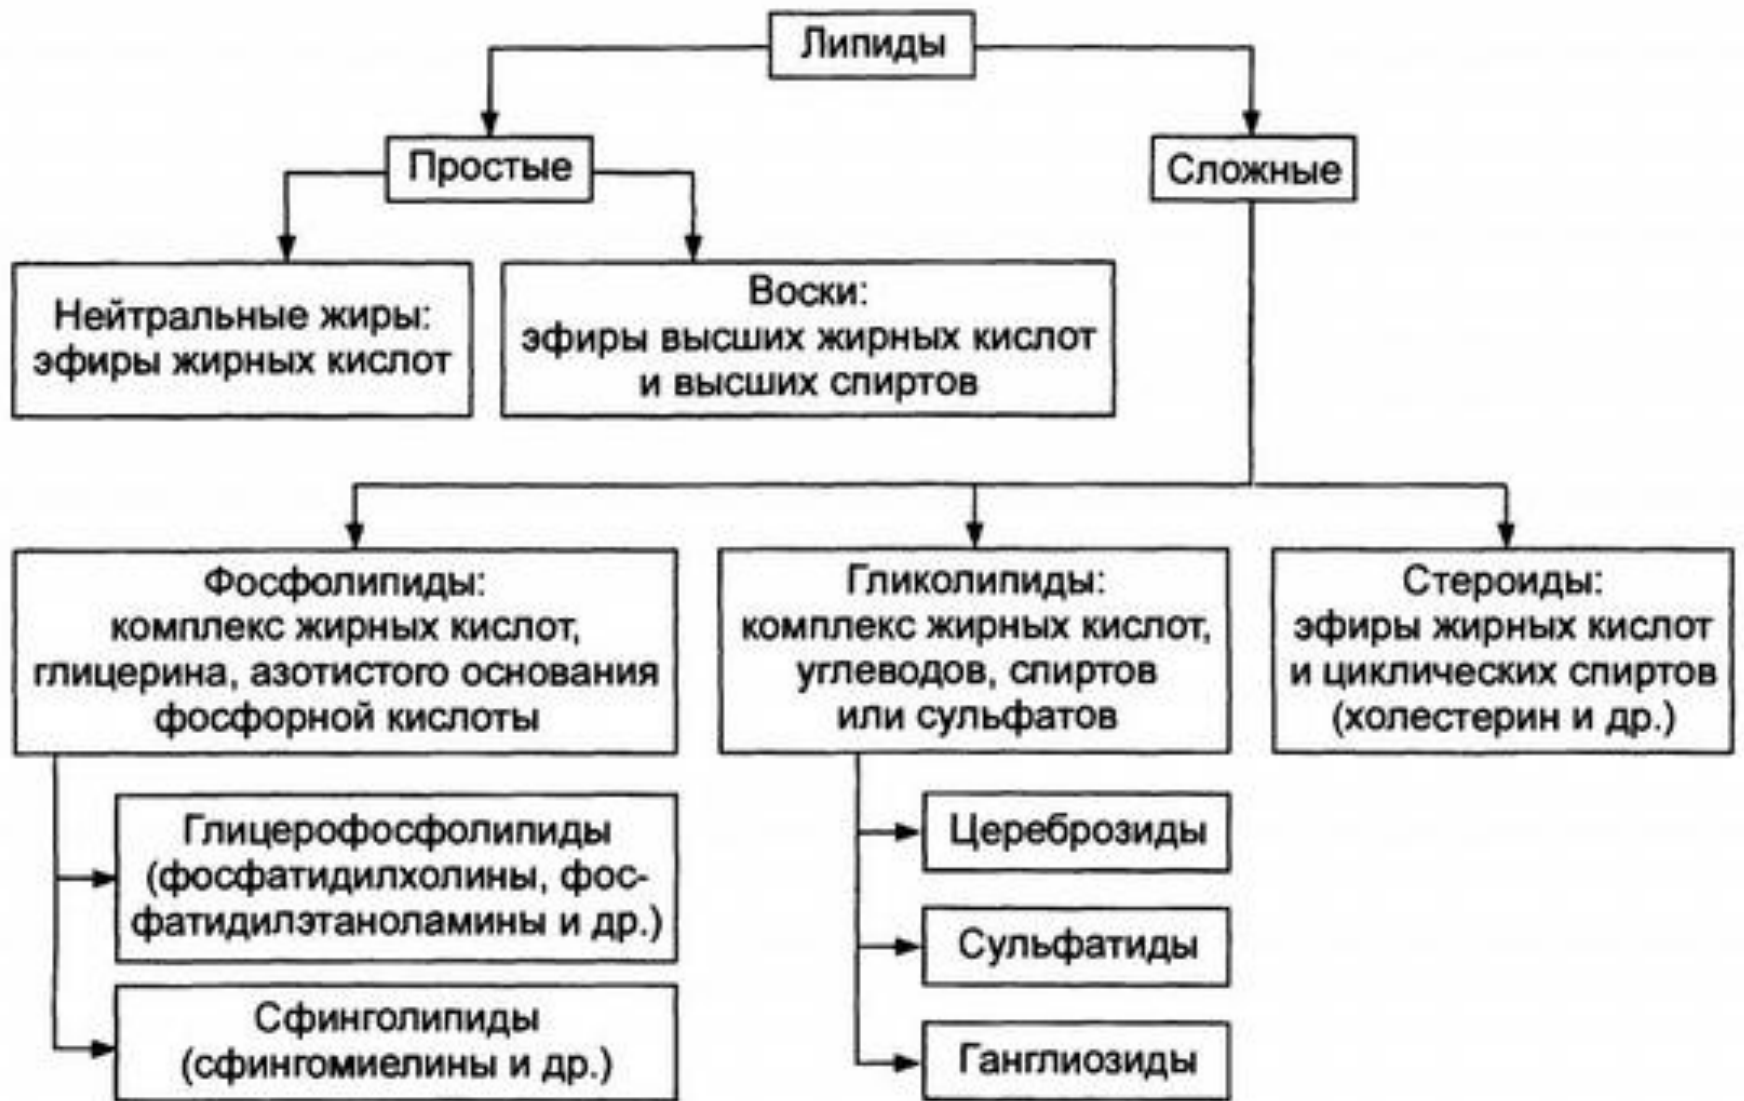 Липиды
Простые
Сложные
Нейтральные жиры:
эфиры жирных кислот
Воски:
эфиры высших жирных кислот
и высших спиртов
Фосфолипиды:
комплекс жирных кислот,
глицерина, азотистого основания
фосфорной кислоты
Гликолипиды:
комплекс жирных кислот,
углеводов, спиртов
или сульфатов
Стероиды:
эфиры жирных кислот
и циклических спиртов
(холестерин и др.)
Глицерофосфолипиды
(фосфатидилхолины, фос-
фатидилэтаноламины и др.)
Сфинголипиды
(сфингомиелины и др.)
Цереброзиды
Сульфатиды
Ганглиозиды